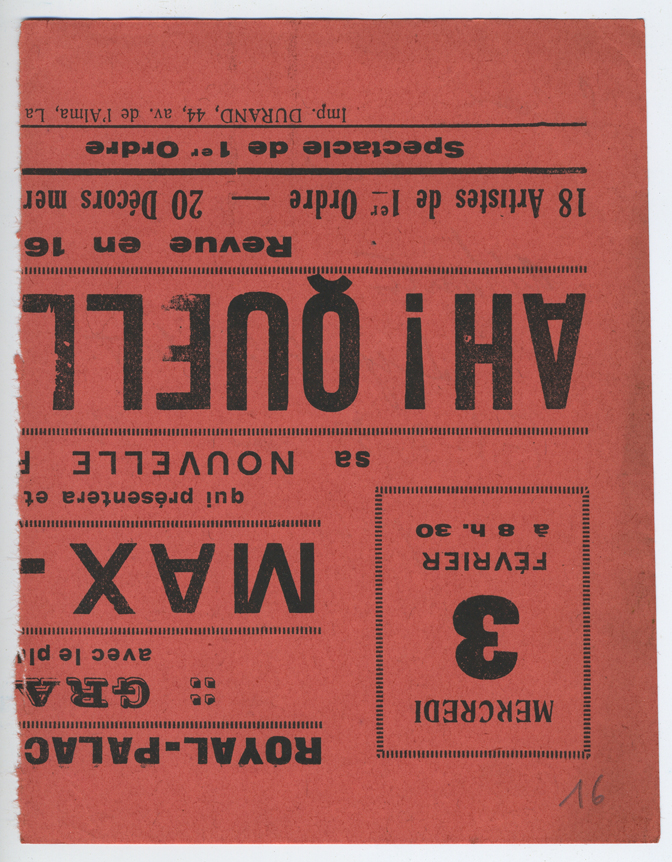 MERCREDI
3
FÉVRIER
à 8 h. 30
ROYAL-PALAC
:: GRA
avec le pl
MAX-
qui présentera et
sa NOUVELLE
AH! QUELL
Revue en 16
18 Artistes de 1er Ordre — 20 Décors mer
Spectacle de 1er Ordre
Imp. DURAND, 44, av. de l'Alma, La
16